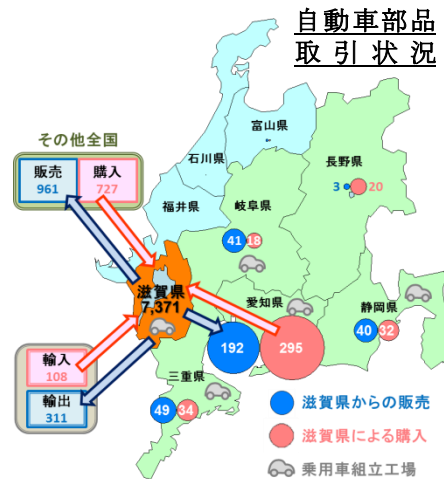 自動車部品
取引状況
富山県
その他全国
石川県
長野県
販売 購入
961 727
3 20
福井県
岐阜県
41 18
滋賀県
7,371
愛知県
静岡県
輸入
108
192 295
40 32
輸出
311
三重県
49 34
滋賀県からの販売
滋賀県による購入
乗用車組立工場